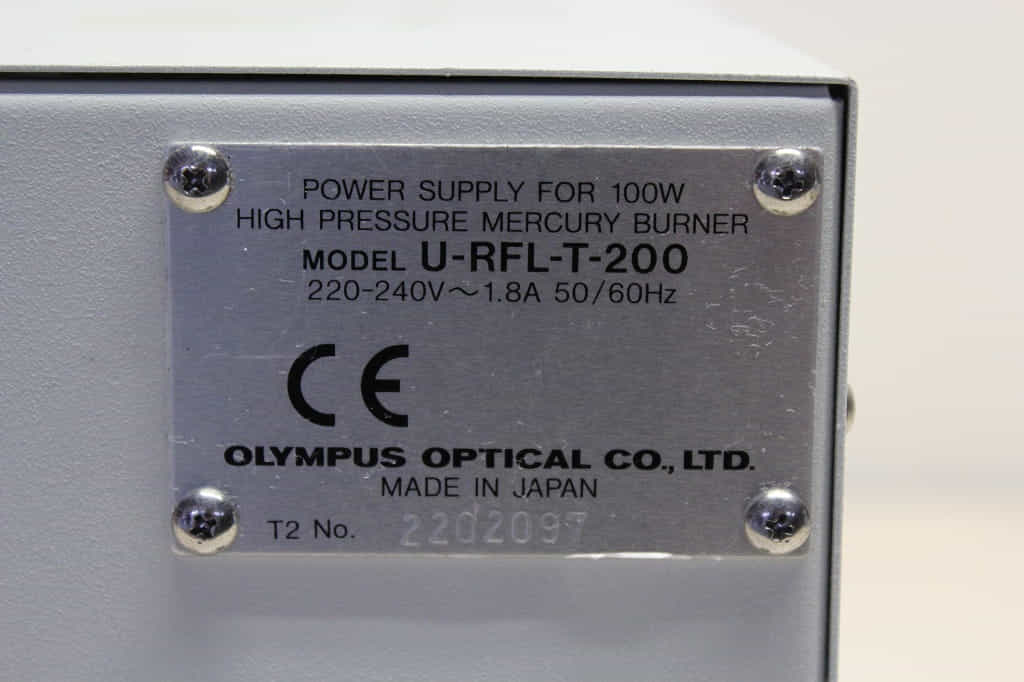 POWER SUPPLY FOR 100W
HIGH PRESSURE MERCURY BURNER
MODEL U-RFL-T-200
220-240V～1.8A 50/60Hz
CE
OLYMPUS OPTICAL CO., LTD.
MADE IN JAPAN
T2 No. 22d2097